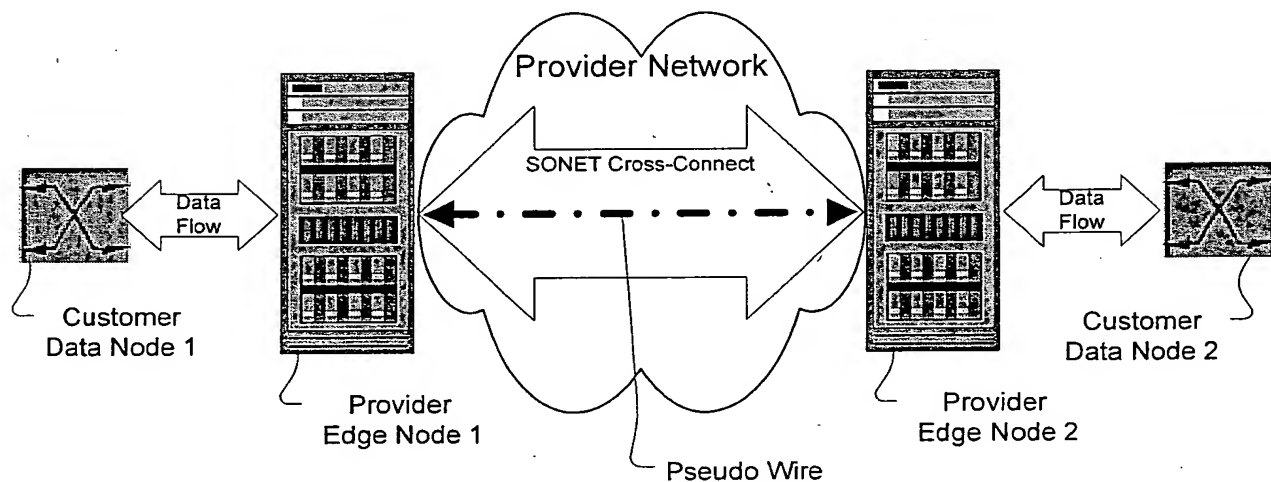 Provider Network
SONET Cross-Connect
Data
Flow
Data
Flow
Customer
Data Node 1
Customer
Data Node 2
Provider
Edge Node 1
Provider
Edge Node 2
Pseudo Wire